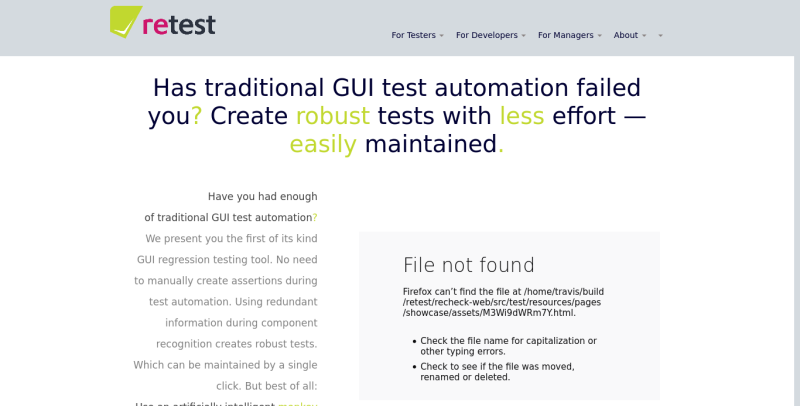 retest
For Testers
For Developers
For Managers
About
Has traditional GUI test automation failed
you? Create robust tests with less effort —
easily maintained.
Have you had enough
of traditional GUI test automation?
We present you the first of its kind
GUI regression testing tool. No need
to manually create assertions during
test automation. Using redundant
information during component
recognition creates robust tests.
Which can be maintained by a single
click. But best of all:
Use an artificially intelligent monkey
File not found
Firefox can’t find the file at /home/travis/build
/retest/recheck-web/src/test/resources/pages
/showcase/assets/M3Wi9dWRm7Y.html.
• Check the file name for capitalization or
other typing errors.
• Check to see if the file was moved,
renamed or deleted.